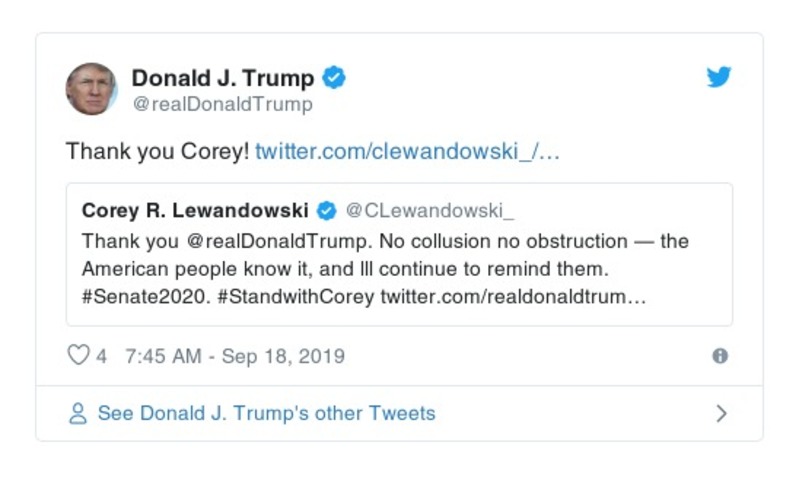 Donald J. Trump
@realDonaldTrump
Thank you Corey! twitter.com/clewandowski_/…
Corey R. Lewandowski @CLewandowski_
Thank you @realDonaldTrump. No collusion no obstruction — the
American people know it, and Ill continue to remind them.
#Senate2020. #StandwithCorey twitter.com/realdonaldtrum…
4 7:45 AM - Sep 18, 2019
See Donald J. Trump's other Tweets